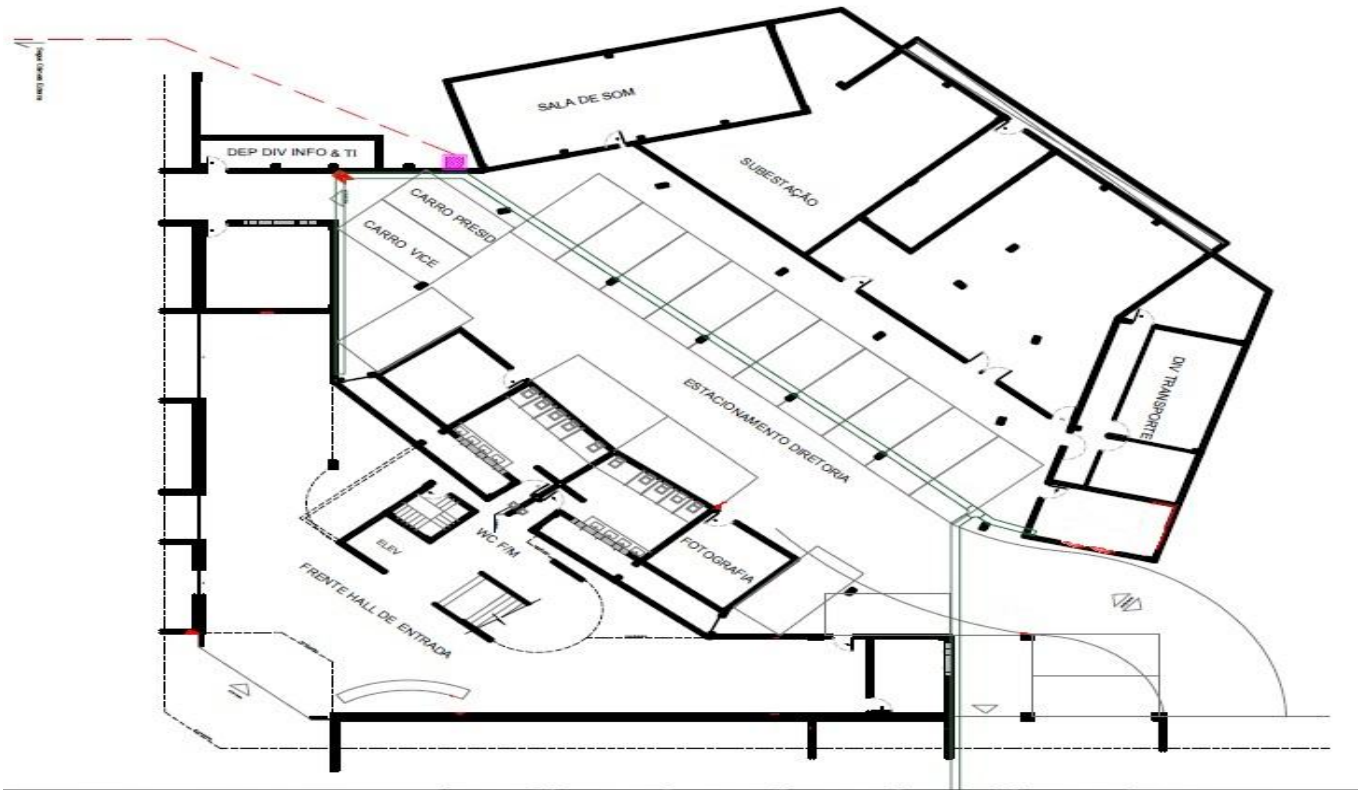 SALA DE SOM
DEP DIV INFO & TI
SUBESTAÇÃO
CARRO PRESID
CARRO VICE
DIV TRANSPORTE
ESTACIONAMENTO DIRETORIA
WC F/M
ELEV
FOTOGRAFIA
FRENTE HALL DE ENTRADA